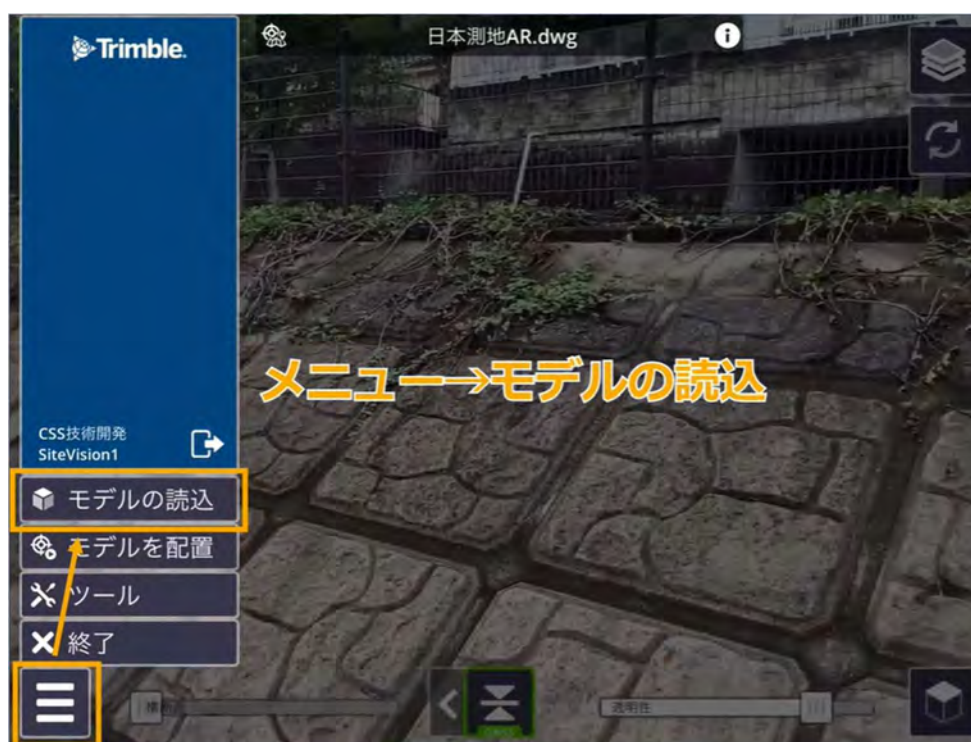 Trimble.
日本測地AR.dwg
メニュー→モデルの読込
CSS技術開発
SiteVision1
モデルの読込
モデルを配置
ツール
終了
透明性